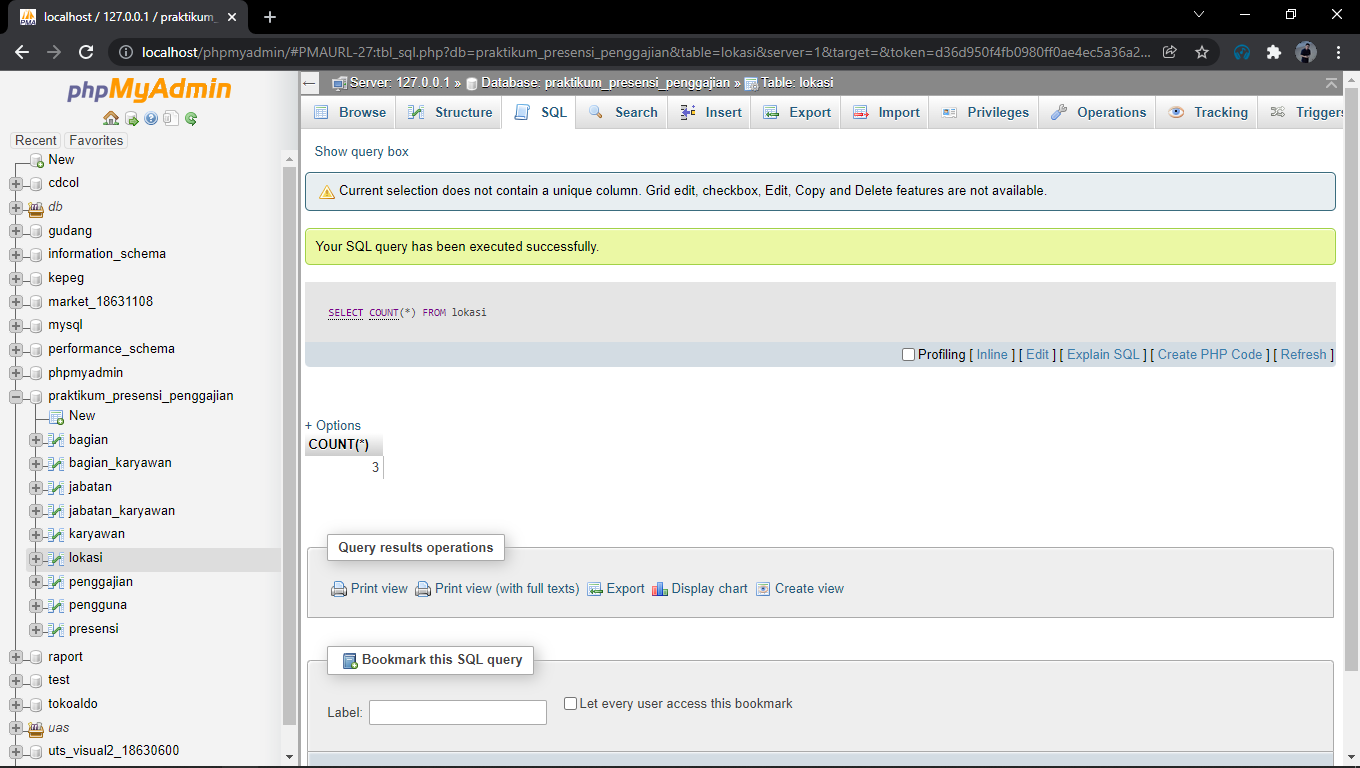 localhost / 127.0.0.1 / praktikum_
localhost/phpmyadmin/#PMAURL-27:tbl_sql.php?db=praktikum_presensi_penggajian&table=lokasi&server=1&target=&token=d36d950f4fb0980ff0ae4ec5a36a2...
phpMyAdmin
Recent Favorites
New
cdcol
db
gudang
information_schema
kepeg
market_18631108
mysql
performance_schema
phpmyadmin
praktikum_presensi_penggajian
New
bagian
bagian_karyawan
jabatan
jabatan_karyawan
karyawan
lokasi
penggajian
pengguna
presensi
raport
test
tokoaldo
uas
uts_visual2_18630600
Server: 127.0.0.1 » Database: praktikum_presensi_penggajian » Table: lokasi
Browse Structure SQL Search Insert Export Import Privileges Operations Tracking Triggers
Show query box
Current selection does not contain a unique column. Grid edit, checkbox, Edit, Copy and Delete features are not available.
Your SQL query has been executed successfully.
SELECT COUNT(*) FROM lokasi
Profiling [ Inline ] [ Edit ] [ Explain SQL ] [ Create PHP Code ] [ Refresh ]
+ Options
COUNT(*)
3
Query results operations
Print view Print view (with full texts) Export Display chart Create view
Bookmark this SQL query
Label: Let every user access this bookmark